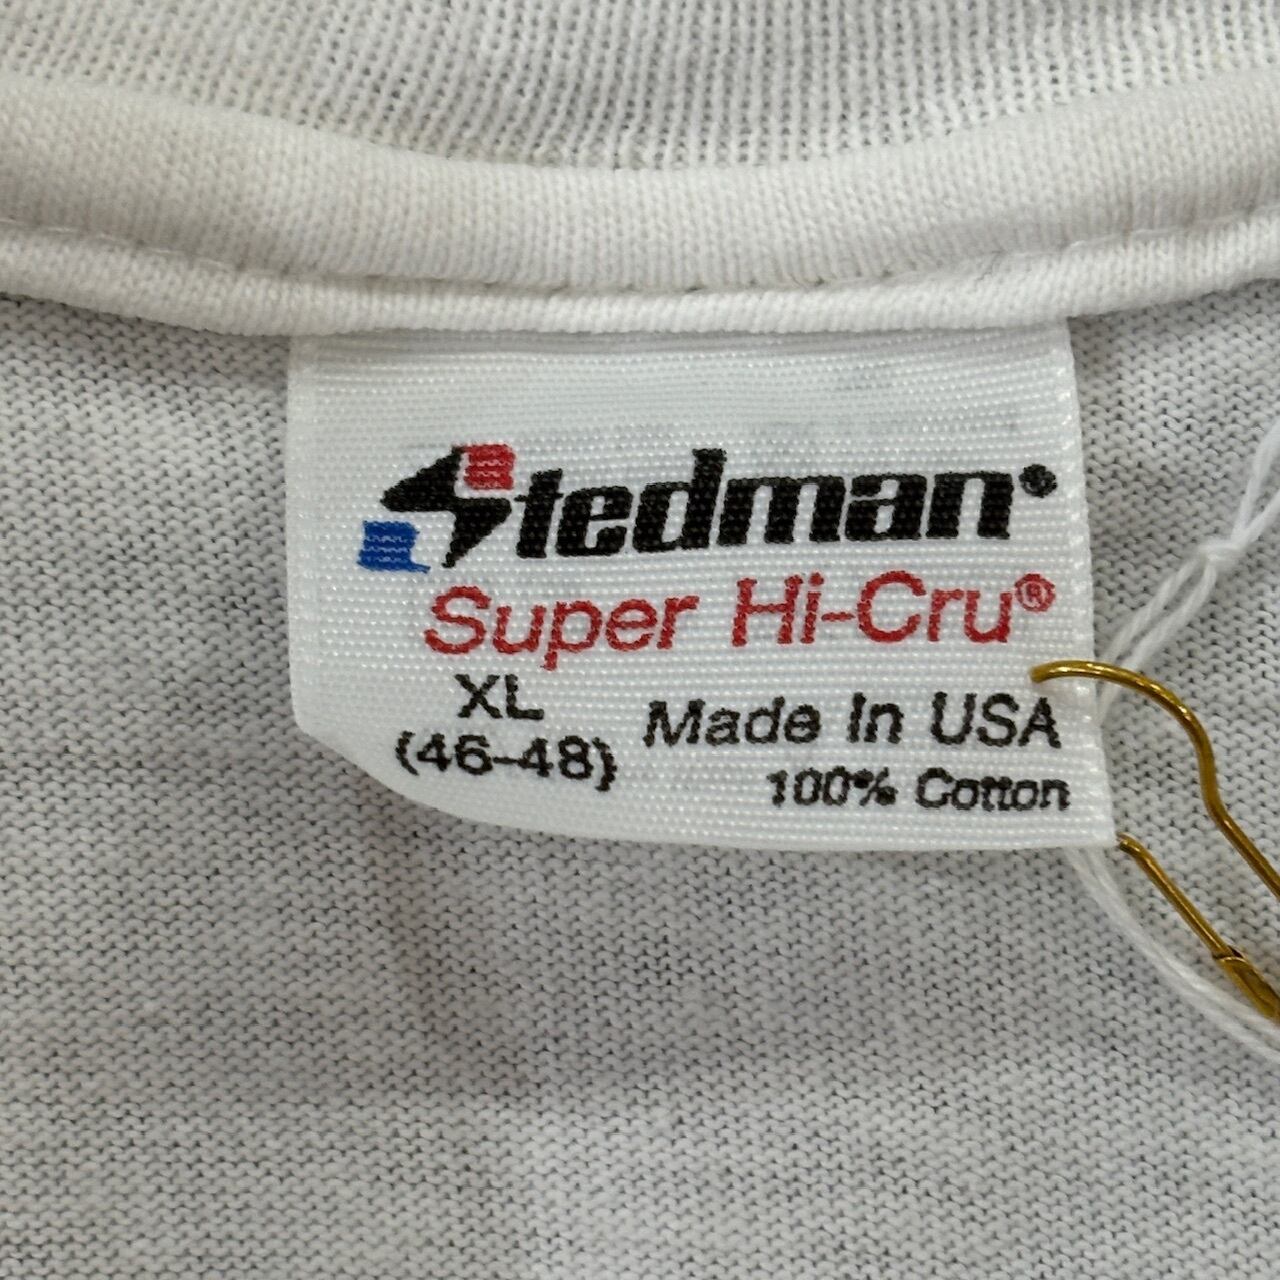 Stedman®
Super Hi-Cru®
XL
(46-48)
Made In USA
100% Cotton